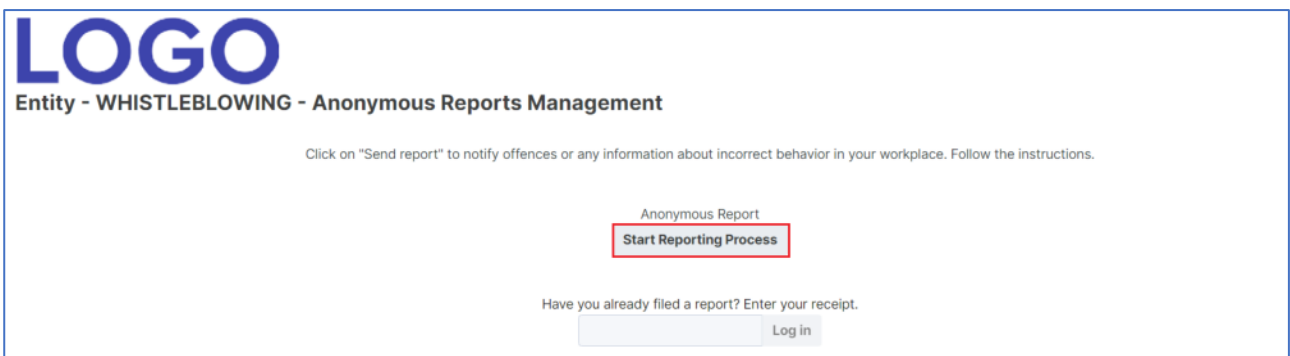 LOGO
Entity - WHISTLEBLOWING - Anonymous Reports Management
Click on "Send report" to notify offences or any information about incorrect behavior in your workplace. Follow the instructions.
Anonymous Report
Start Reporting Process
Have you already filed a report? Enter your receipt.
Log in